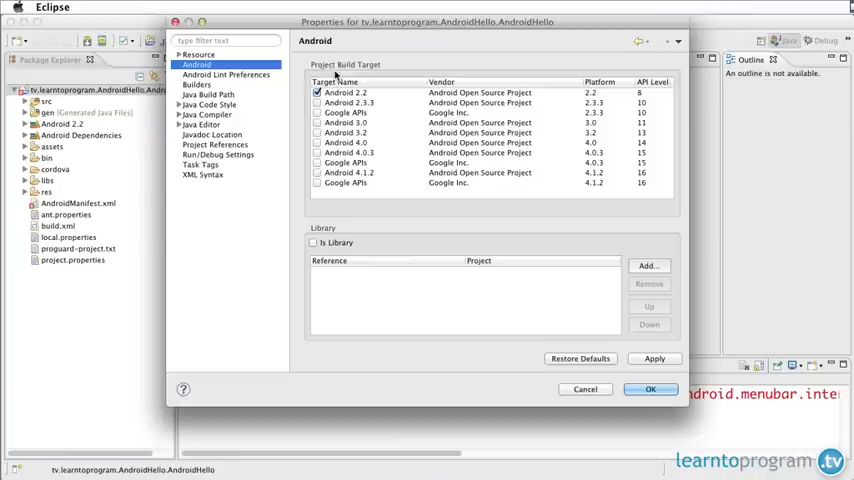 Eclipse
Properties for tv.learntoprogram.AndroidHello.AndroidHello
Java
Debug
Package Explorer
tv.learntoprogram.AndroidHello.Andro
src
gen [Generated Java Files]
Android 2.2
Android Dependencies
assets
bin
cordova
libs
res
AndroidManifest.xml
ant.properties
build.xml
local.properties
proguard-project.txt
project.properties
type filter text
Resource
Android
Android Lint Preferences
Builders
Java Build Path
Java Code Style
Java Compiler
Java Editor
Javadoc Location
Project References
Run/Debug Settings
Task Tags
XML Syntax
Android
Project Build Target
Target Name Vendor Platform API Level
Android 2.2 Android Open Source Project 2.2 8
Android 2.3.3 Android Open Source Project 2.3.3 10
Google APIs Google Inc. 2.3.3 10
Android 3.0 Android Open Source Project 3.0 11
Android 3.2 Android Open Source Project 3.2 13
Android 4.0 Android Open Source Project 4.0 14
Android 4.0.3 Android Open Source Project 4.0.3 15
Google APIs Google Inc. 4.0.3 15
Android 4.1.2 Android Open Source Project 4.1.2 16
Google APIs Google Inc. 4.1.2 16
Library
Is Library
Reference Project
Add...
Remove
Up
Down
Restore Defaults Apply
? Cancel OK
Outline
An outline is not available.
ndroid.menubar.inte
tv.learntoprogram.AndroidHello.AndroidHello
learntoprogram.tv